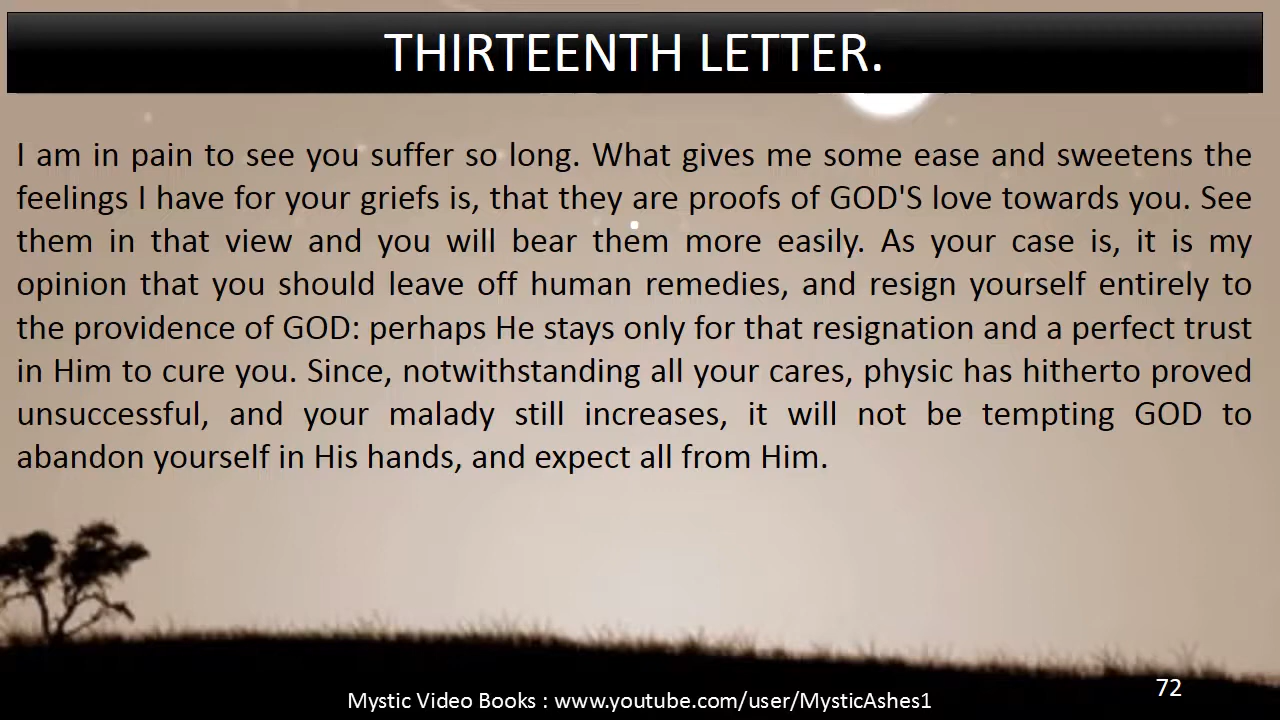 THIRTEENTH LETTER.
I am in pain to see you suffer so long. What gives me some ease and sweetens the
feelings I have for your griefs is, that they are proofs of GOD'S love towards you. See
them in that view and you will bear them more easily. As your case is, it is my
opinion that you should leave off human remedies, and resign yourself entirely to
the providence of GOD: perhaps He stays only for that resignation and a perfect trust
in Him to cure you. Since, notwithstanding all your cares, physic has hitherto proved
unsuccessful, and your malady still increases, it will not be tempting GOD to
abandon yourself in His hands, and expect all from Him.
Mystic Video Books : www.youtube.com/user/MysticAshes1
72